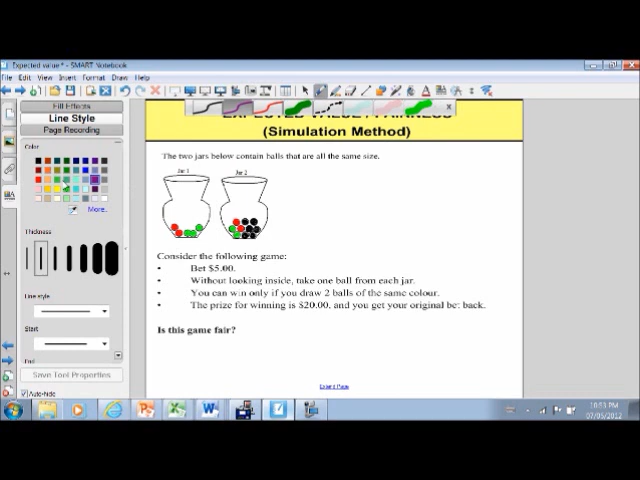 Expected value * - SMART Notebook
File Edit View Insert Format Draw Help
Fill Effects
Line Style
Page Recording
Color
More..
Thickness
Line style
Start
End
Save Tool Properties
Auto-hide
(Simulation Method)
The two jars below contain balls that are all the same size.
Jar 1
Jar 2
Consider the following game:
• Bet $5.00.
• Without looking inside, take one ball from each jar.
• You can win only if you draw 2 balls of the same colour.
• The prize for winning is $20.00, and you get your original bet back.
Is this game fair?
Extend Page
10:53 PM
07/05/2012